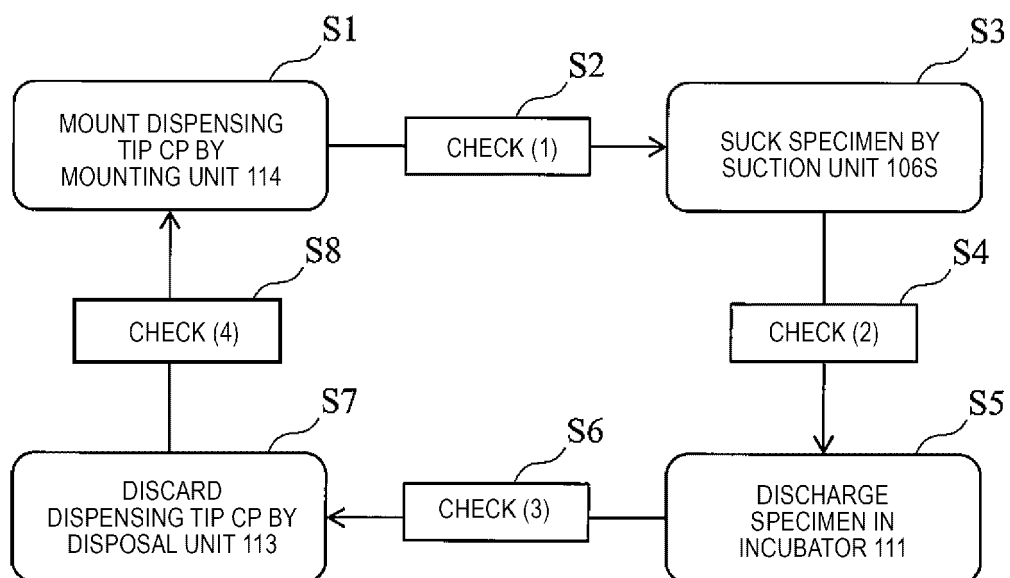 S1
MOUNT DISPENSING
TIP CP BY
MOUNTING UNIT 114
S2
CHECK (1)
S3
SUCK SPECIMEN BY
SUCTION UNIT 106S
S4
CHECK (2)
S5
DISCHARGE
SPECIMEN IN
INCUBATOR 111
S6
CHECK (3)
S7
DISCARD
DISPENSING TIP CP BY
DISPOSAL UNIT 113
S8
CHECK (4)